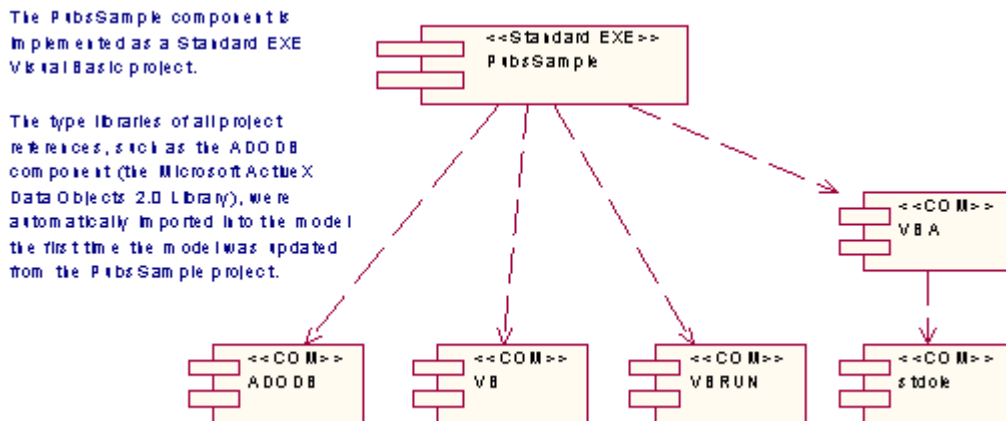 The PubsSample component is
implemented as a Standard EXE
Visual Basic project.
The type libraries of all project
references, such as the ADODB
component (the Microsoft ActiveX
Data Objects 2.0 Library), were
automatically imported into the model
the first time the model was updated
from the PubsSample project.
<<Standard EXE>>
PubsSample
<<COM>>
VBA
<<COM>>
ADODB
<<COM>>
VB
<<COM>>
VBRUN
<<COM>>
stdole